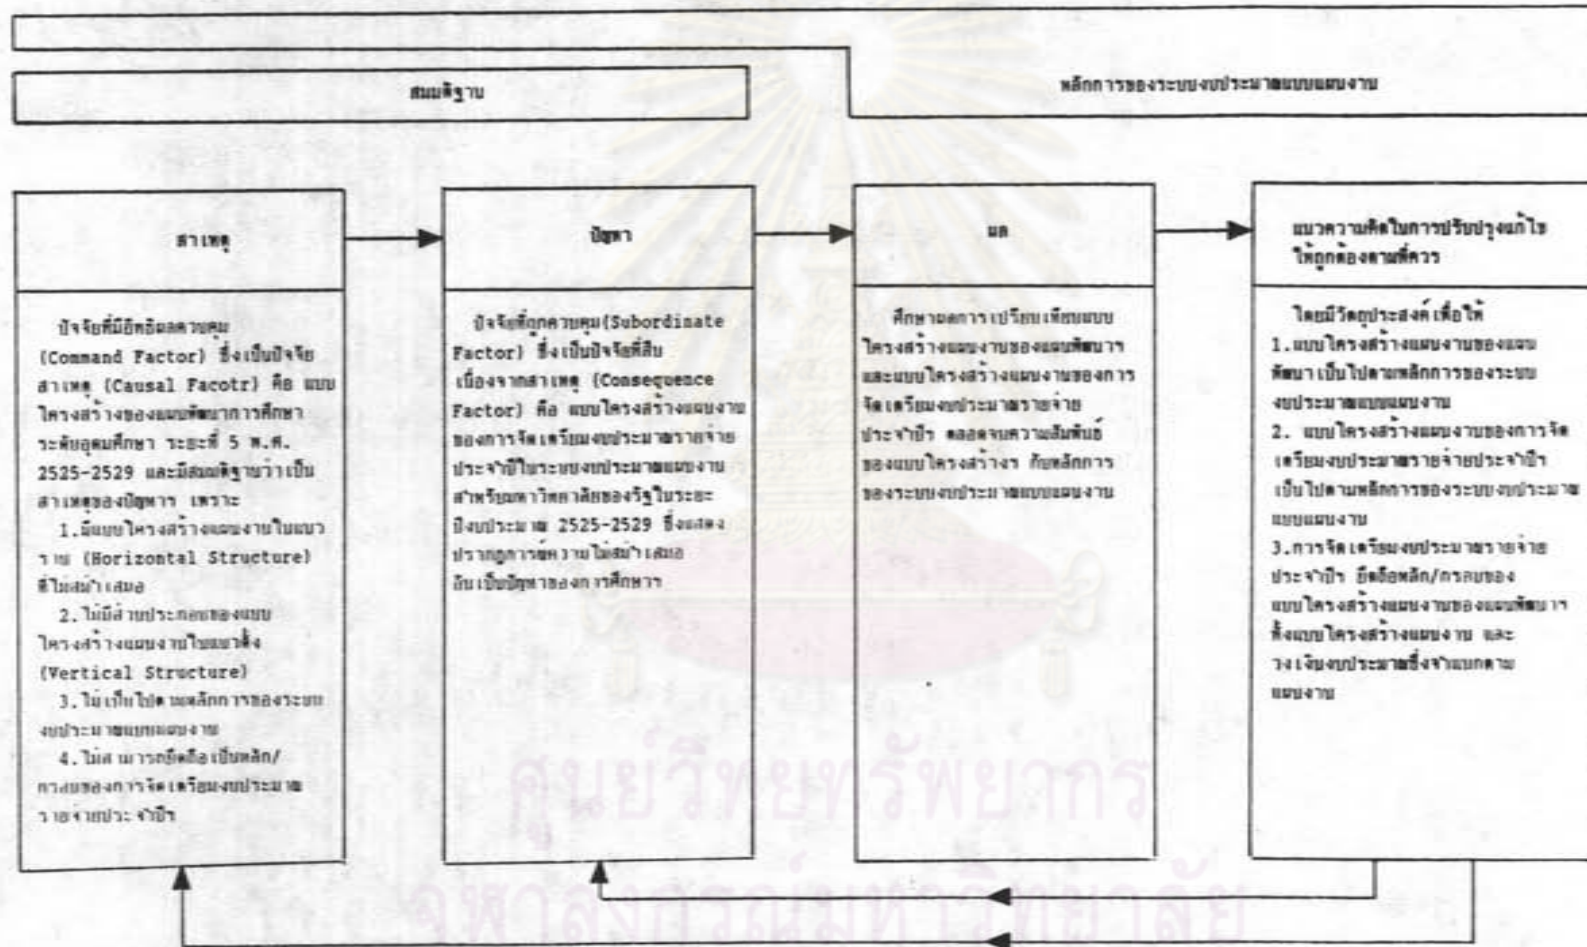 สมมติฐาน
หลักการของระบบงบประมาณแบบแผนงาน
สาเหตุ
ปัจจัยที่มีอิทธิผลควบคุม
(Command Factor) ซึ่งเป็นปัจจัย
สาเหตุ (Causal Facotr) คือ แบบ
โครงสร้างของแผนพัฒนาการศึกษา
ระดับอุดมศึกษา ระยะที่ 5 พ.ศ.
2525-2529 และมีสมมติฐานว่าเป็น
สาเหตุของปัญหาฯ เพราะ
1.มีแบบโครงสร้างแผนงานในแนว
ราบ (Horizontal Structure)
ที่ไม่สม่ำเสมอ
2.ไม่มีส่วนประกอบของแบบ
โครงสร้างแผนงานในแนวตั้ง
(Vertical Structure)
3.ไม่เป็นไปตามหลักการของระบบ
งบประมาณแบบแผนงาน
4.ไม่สามารถยึดถือเป็นหลัก/
กรอบของการจัดเตรียมงบประมาณ
รายจ่ายประจำปีฯ
ปัญหา
ปัจจัยที่ถูกควบคุม(Subordinate
Factor) ซึ่งเป็นปัจจัยที่สืบ
เนื่องจากสาเหตุ (Consequence
Factor) คือ แบบโครงสร้างแผนงาน
ของการจัดเตรียมงบประมาณรายจ่าย
ประจำปีในระบบงบประมาณแผนงาน
สำหรับมหาวิทยาลัยของรัฐในระยะ
ปีงบประมาณ 2525-2529 ซึ่งแสดง
ปรากฏการณ์ความไม่สม่ำเสมอ
อันเป็นปัญหาของการศึกษาฯ
ผล
ศึกษาผลการเปรียบเทียบแบบ
โครงสร้างแผนงานของแผนพัฒนาฯ
และแบบโครงสร้างแผนงานของการ
จัดเตรียมงบประมาณรายจ่าย
ประจำปีฯ ตลอดจนความสัมพันธ์
ของแบบโครงสร้างฯ กับหลักการ
ของระบบงบประมาณแบบแผนงาน
แนวความคิดในการปรับปรุงแก้ไข
ให้ถูกต้องตามที่ควร
โดยมีวัตถุประสงค์เพื่อให้
1.แบบโครงสร้างแผนงานของแผน
พัฒนาเป็นไปตามหลักการของระบบ
งบประมาณแบบแผนงาน
2. แบบโครงสร้างแผนงานของการจัด
เตรียมงบประมาณรายจ่ายประจำปีฯ
เป็นไปตามหลักการของระบบงบประมาณ
แบบแผนงาน
3.การจัดเตรียมงบประมาณรายจ่าย
ประจำปีฯ ยึดถือหลัก/กรอบของ
แบบโครงสร้างแผนงานของแผนพัฒนาฯ
ทั้งแบบโครงสร้างแผนงาน และ
วงเงินงบประมาณซึ่งจำแนกตาม
แผนงาน
ศูนย์วิทยทรัพยากร
จุฬาลงกรณ์มหาวิทยาลัย